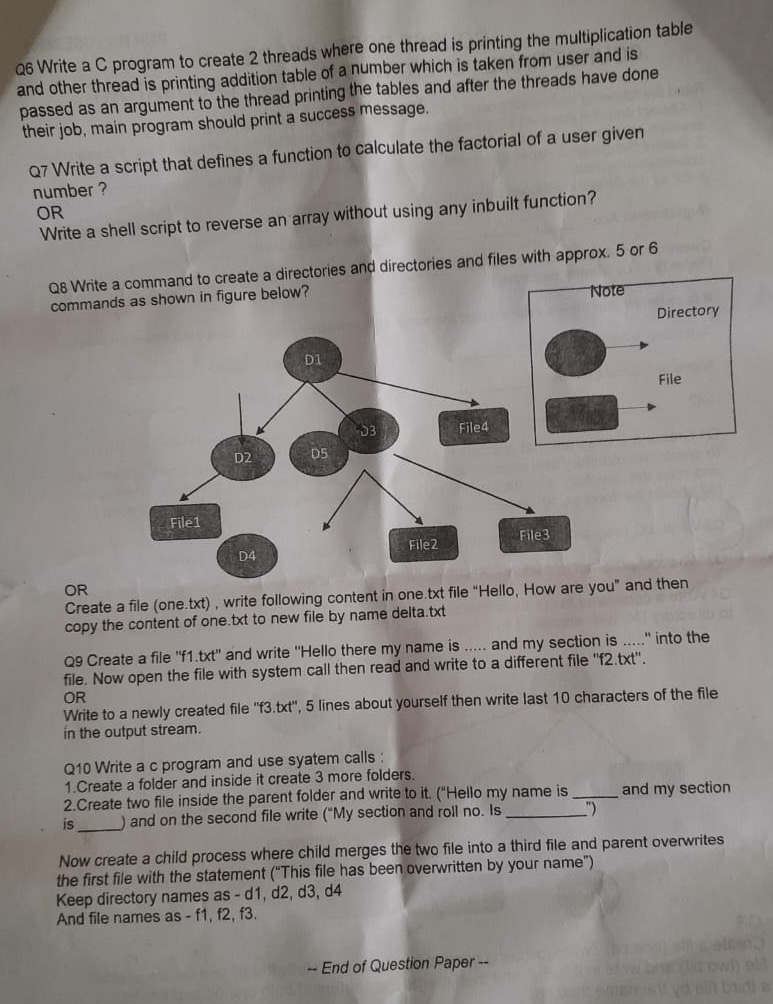 Q6 Write a C program to create 2 threads where one thread is printing the multiplication table
and other thread is printing addition table of a number which is taken from user and is
passed as an argument to the thread printing the tables and after the threads have done
their job, main program should print a success message.
Q7 Write a script that defines a function to calculate the factorial of a user given
number ?
OR
Write a shell script to reverse an array without using any inbuilt function?
Q8 Write a command to create a directories and directories and files with approx. 5 or 6
commands as shown in figure below?
Note
Directory
File
D1
D3
File4
D2
D5
File1
D4
File2
File3
OR
Create a file (one.txt) , write following content in one.txt file "Hello, How are you" and then
copy the content of one.txt to new file by name delta.txt
Q9 Create a file "f1.txt" and write "Hello there my name is ..... and my section is ....." into the
file. Now open the file with system call then read and write to a different file "f2.txt".
OR
Write to a newly created file "f3.txt", 5 lines about yourself then write last 10 characters of the file
in the output stream.
Q10 Write a c program and use syatem calls :
1.Create a folder and inside it create 3 more folders.
2.Create two file inside the parent folder and write to it. ("Hello my name is ______ and my section
is ______) and on the second file write ("My section and roll no. Is ___________")
Now create a child process where child merges the two file into a third file and parent overwrites
the first file with the statement ("This file has been overwritten by your name")
Keep directory names as - d1, d2, d3, d4
And file names as - f1, f2, f3.
-- End of Question Paper --